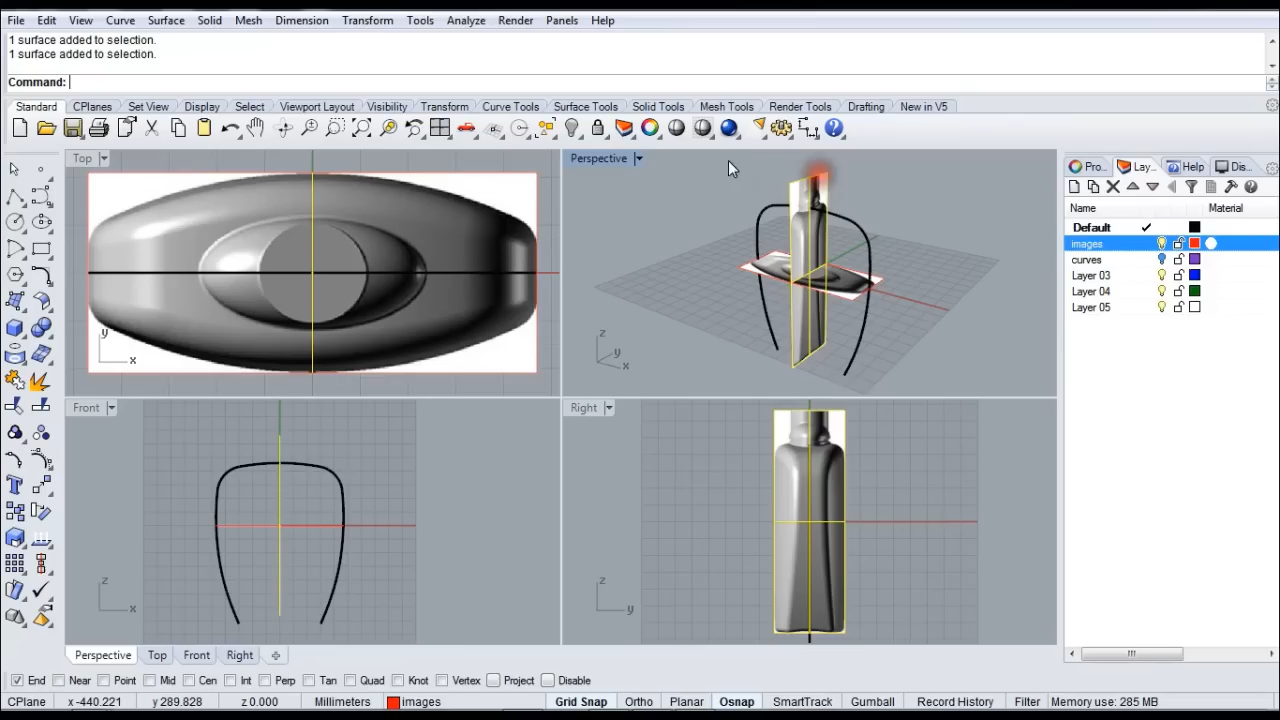 File Edit View Curve Surface Solid Mesh Dimension Transform Tools Analyze Render Panels Help
1 surface added to selection.
1 surface added to selection.
Command:
Standard CPlanes Set View Display Select Viewport Layout Visibility Transform Curve Tools Surface Tools Solid Tools Mesh Tools Render Tools Drafting New in V5
Top
Perspective
Pro... Lay... Help Dis...
Name Material
Default
images
curves
Layer 03
Layer 04
Layer 05
y
x
z
y
x
Front
Right
z
x
z
y
Perspective Top Front Right
End Near Point Mid Cen Int Perp Tan Quad Knot Vertex Project Disable
CPlane x -440.221 y 289.828 z 0.000 Millimeters images Grid Snap Ortho Planar Osnap SmartTrack Gumball Record History Filter Memory use: 285 MB